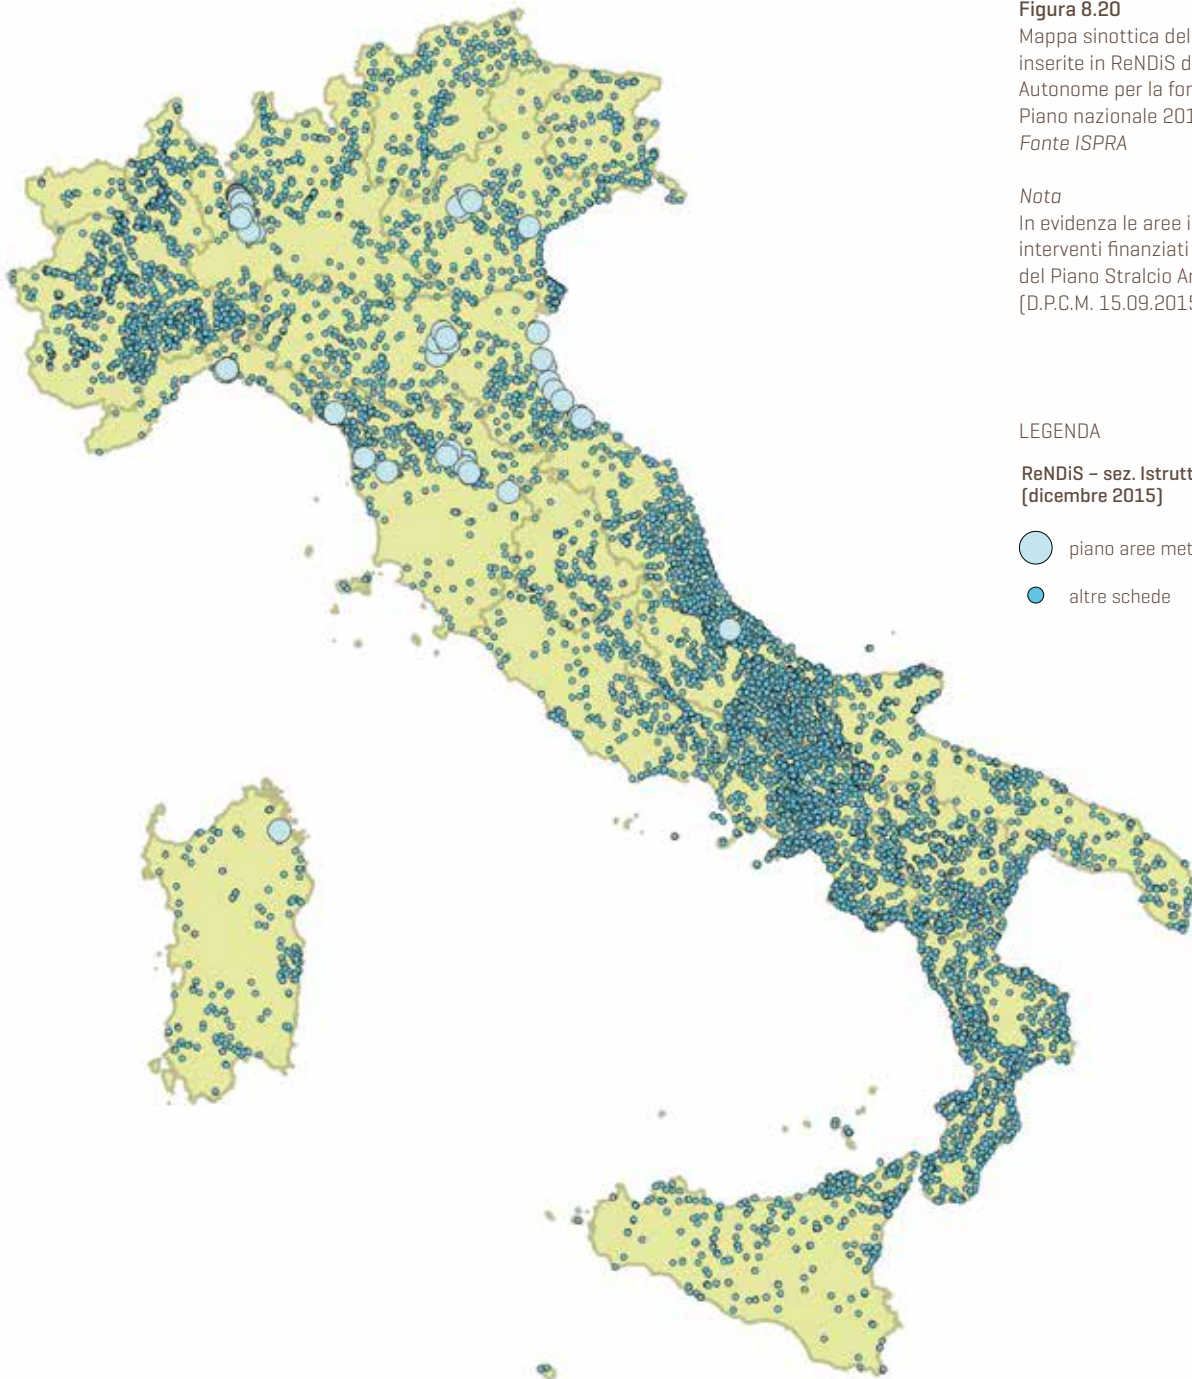 Figura 8.20
Mappa sinottica del
inserite in ReNDiS d
Autonome per la for
Piano nazionale 201
Fonte ISPRA
Nota
In evidenza le aree i
interventi finanziati
del Piano Stralcio Ar
(D.P.C.M. 15.09.2015
LEGENDA
ReNDiS – sez. Istrutt
(dicembre 2015)
piano aree met
altre schede